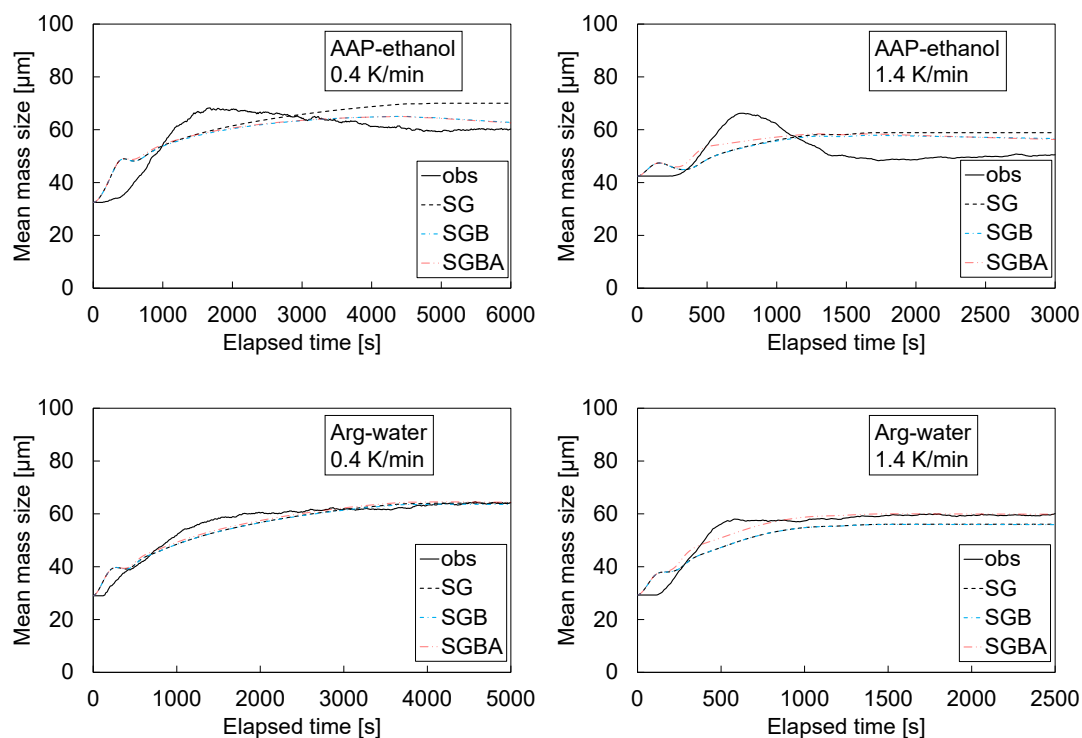 Mean mass size [µm]
100
80
60
40
20
0
AAP-ethanol
0.4 K/min
obs
SG
SGB
SGBA
0 1000 2000 3000 4000 5000 6000
Elapsed time [s]
Mean mass size [µm]
100
80
60
40
20
0
AAP-ethanol
1.4 K/min
obs
SG
SGB
SGBA
0 500 1000 1500 2000 2500 3000
Elapsed time [s]
Mean mass size [µm]
100
80
60
40
20
0
Arg-water
0.4 K/min
obs
SG
SGB
SGBA
0 1000 2000 3000 4000 5000
Elapsed time [s]
Mean mass size [µm]
100
80
60
40
20
0
Arg-water
1.4 K/min
obs
SG
SGB
SGBA
0 500 1000 1500 2000 2500
Elapsed time [s]